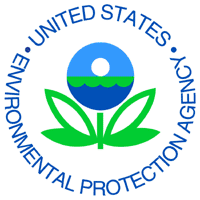 UNITED STATES
• ENVIRONMENTAL PROTECTION AGENCY •